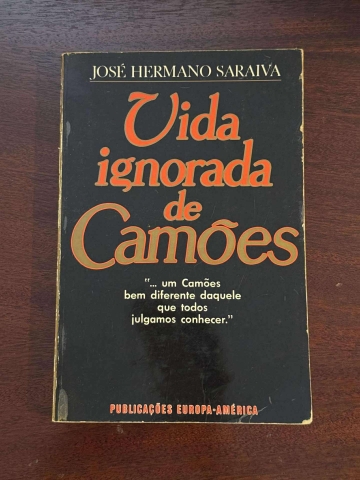 JOSÉ HERMANO SARAIVA
Vida
ignorada
de
Camões
"... um Camões
bem diferente daquele
que todos
julgamos conhecer."
PUBLICAÇÕES EUROPA-AMÉRICA